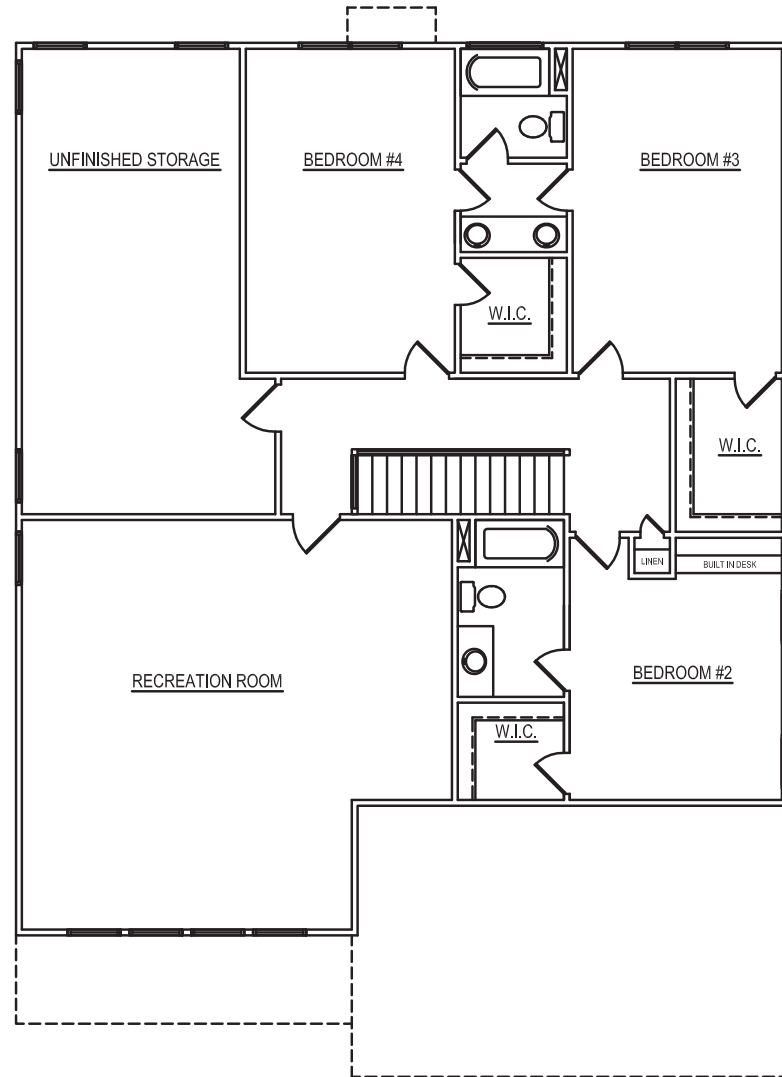 UNFINISHED STORAGE
BEDROOM #4
BEDROOM #3
W.I.C.
W.I.C.
LINEN
BUILT IN DESK
RECREATION ROOM
BEDROOM #2
W.I.C.